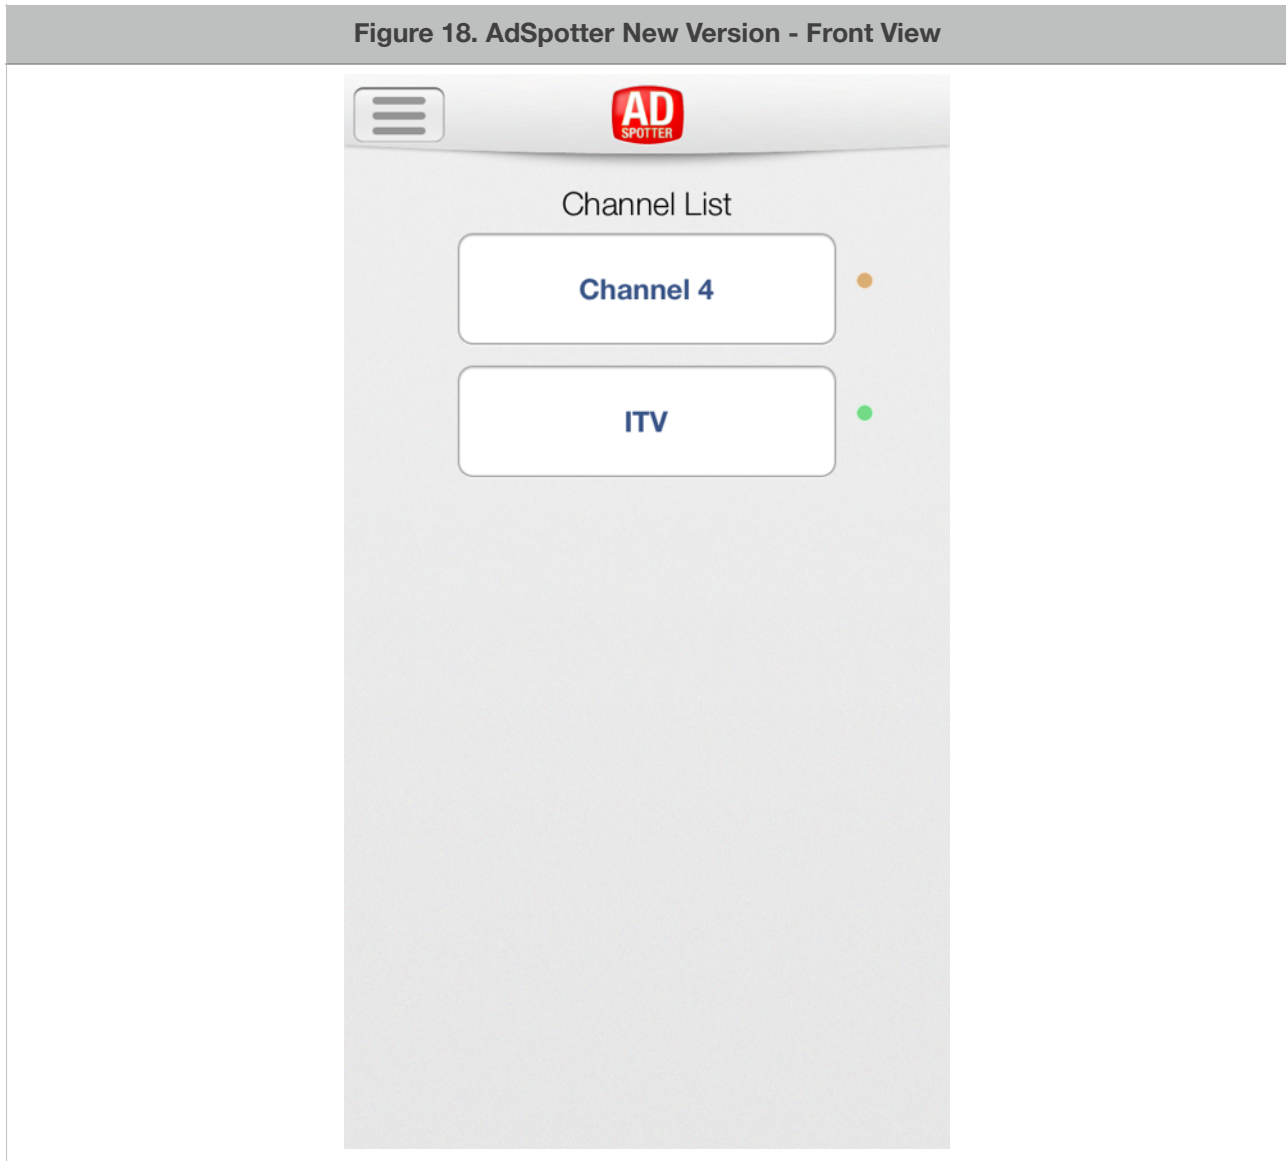 Figure 18. AdSpotter New Version - Front View
AD
SPOTTER
Channel List
Channel 4
ITV